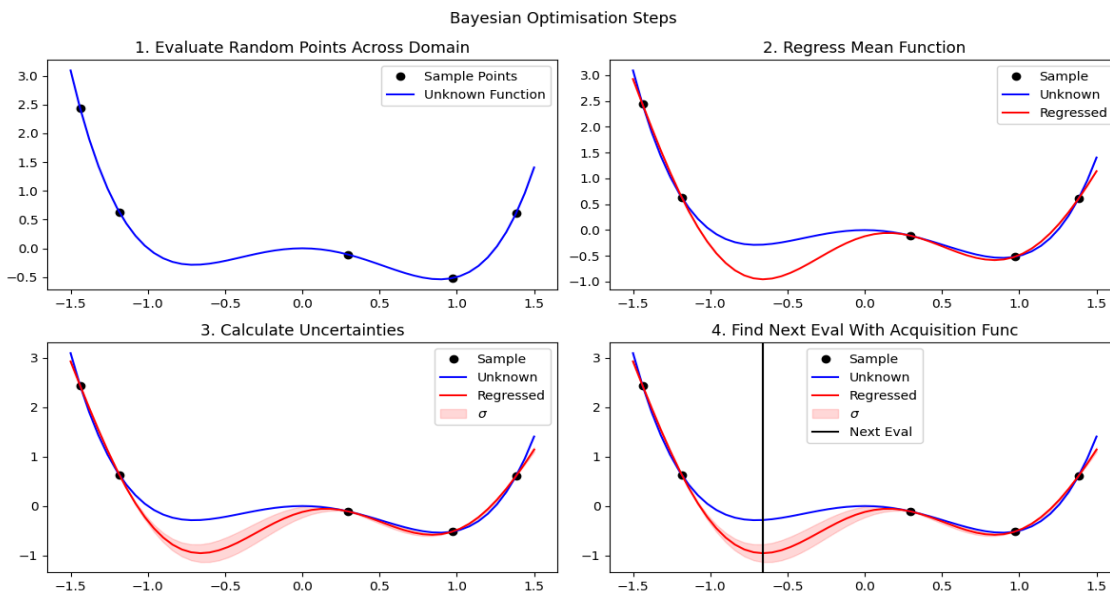 Bayesian Optimisation Steps
1. Evaluate Random Points Across Domain
Sample Points
Unknown Function
3.0
2.5
2.0
1.5
1.0
0.5
0.0
−0.5
−1.5 −1.0 −0.5 0.0 0.5 1.0 1.5
2. Regress Mean Function
Sample
Unknown
Regressed
3.0
2.5
2.0
1.5
1.0
0.5
0.0
−0.5
−1.0
−1.5 −1.0 −0.5 0.0 0.5 1.0 1.5
3. Calculate Uncertainties
Sample
Unknown
Regressed
σ
3
2
1
0
−1
−1.5 −1.0 −0.5 0.0 0.5 1.0 1.5
4. Find Next Eval With Acquisition Func
Sample
Unknown
Regressed
σ
Next Eval
3
2
1
0
−1
−1.5 −1.0 −0.5 0.0 0.5 1.0 1.5